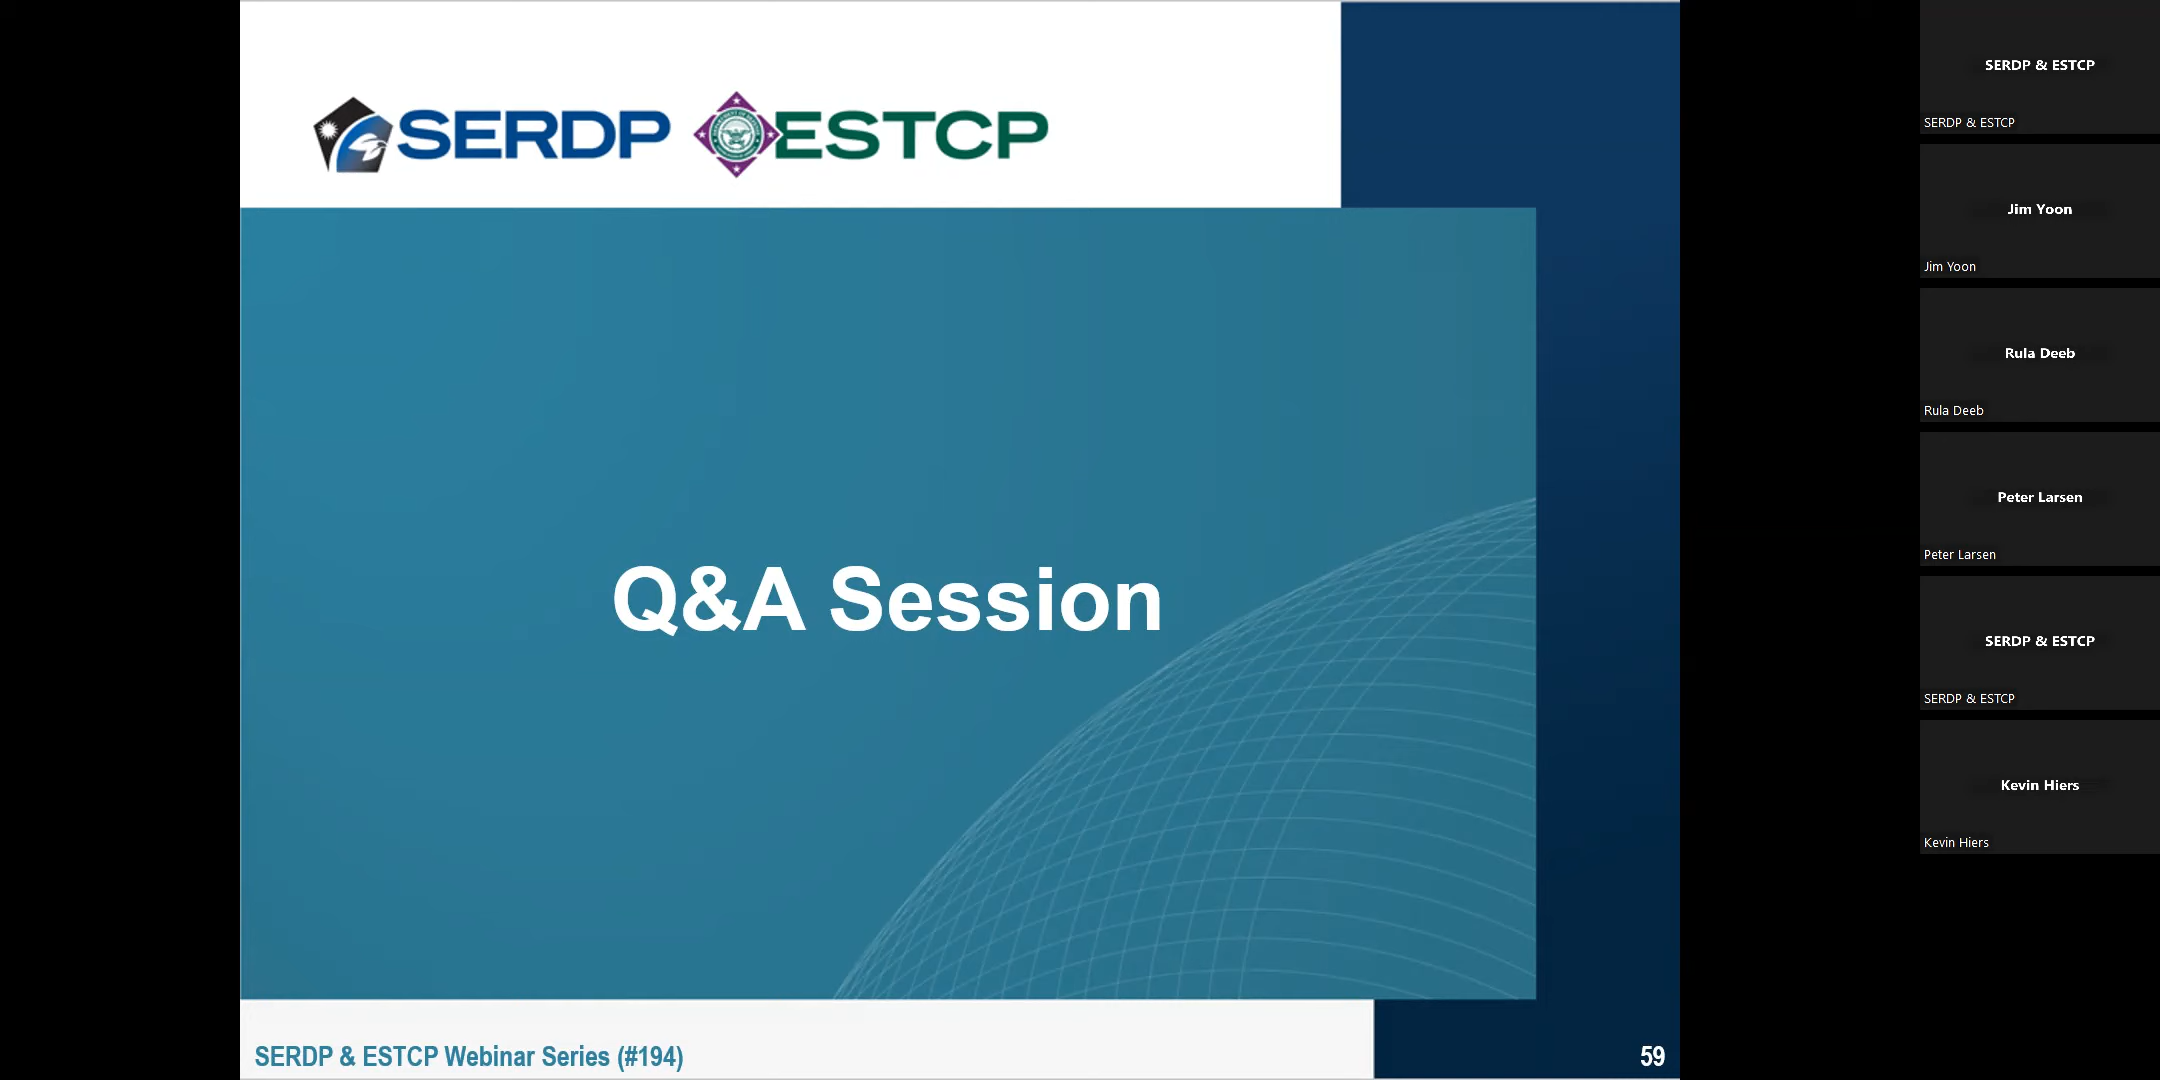 SERDP ESTCP
Q&A Session
SERDP & ESTCP Webinar Series (#194)
59
SERDP & ESTCP
SERDP & ESTCP
Jim Yoon
Jim Yoon
Rula Deeb
Rula Deeb
Peter Larsen
Peter Larsen
SERDP & ESTCP
SERDP & ESTCP
Kevin Hiers
Kevin Hiers